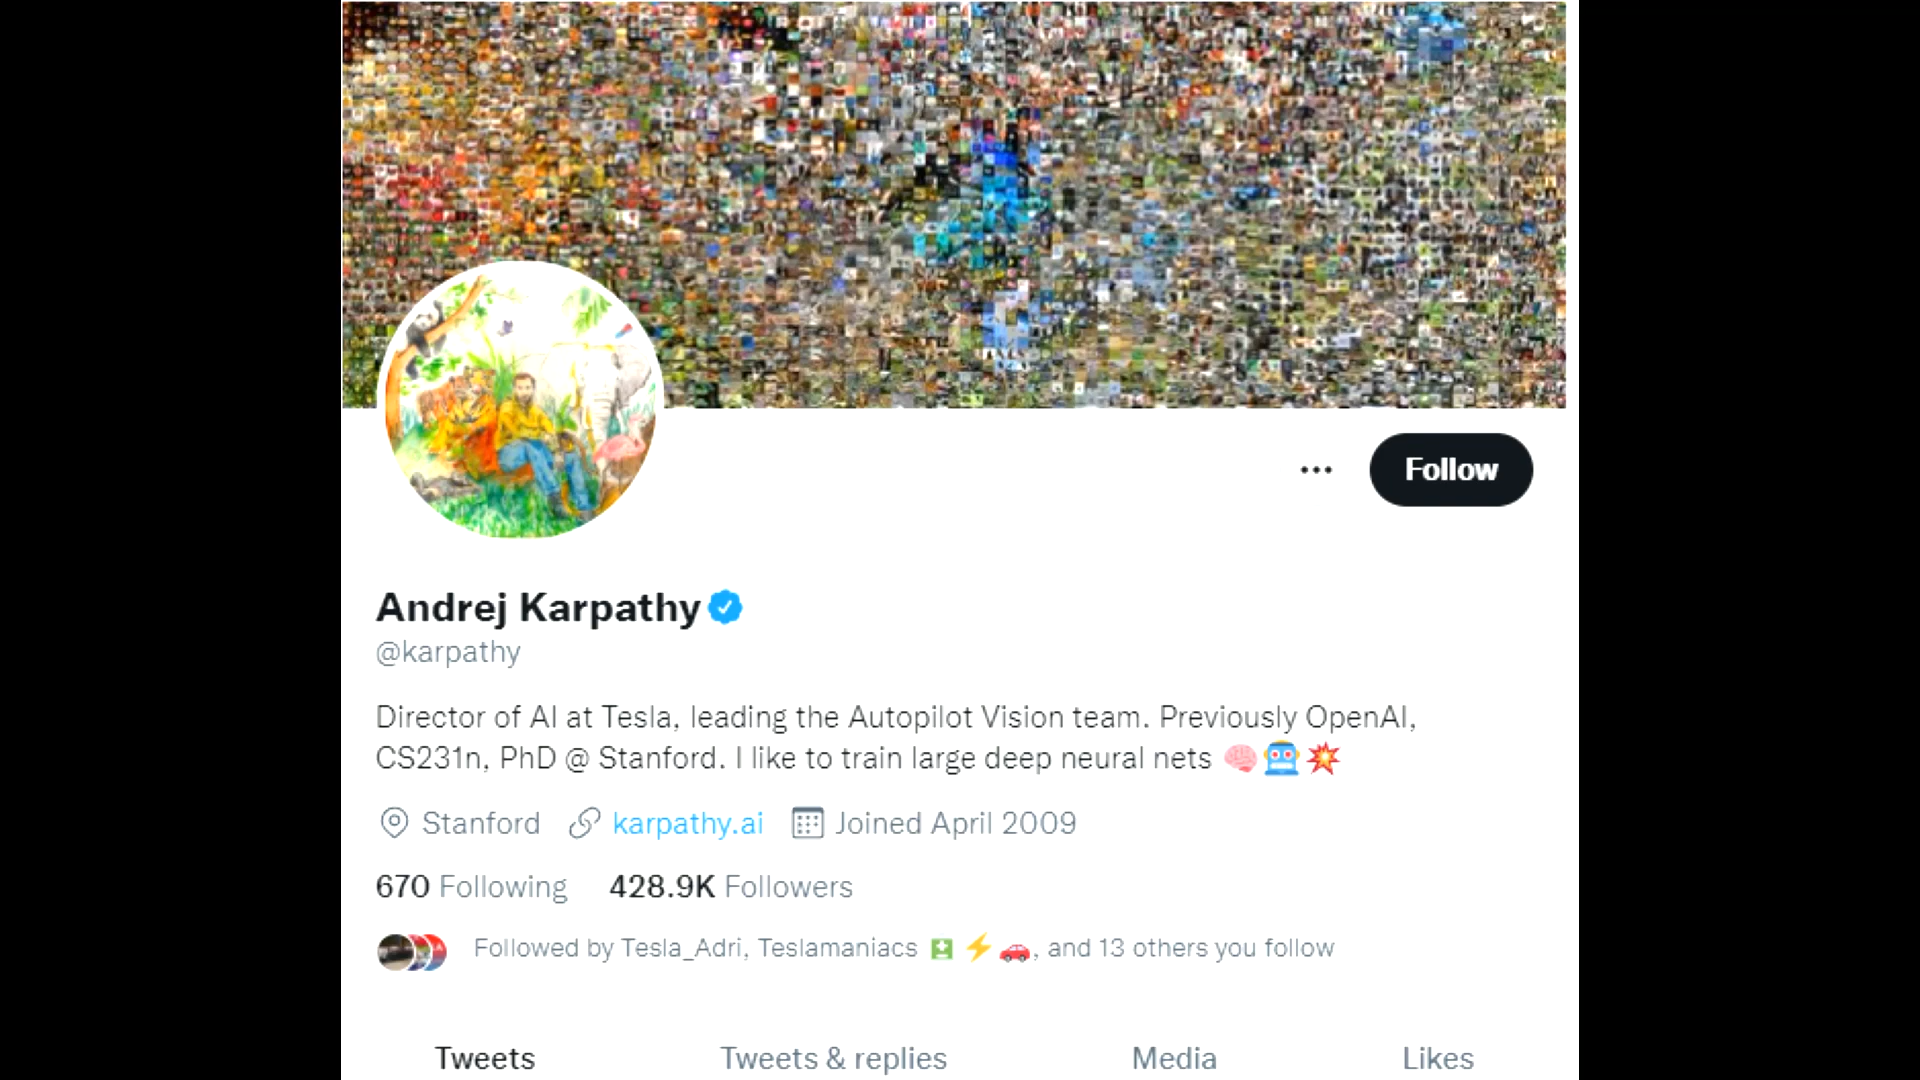 Follow
Andrej Karpathy
@karpathy
Director of AI at Tesla, leading the Autopilot Vision team. Previously OpenAI,
CS231n, PhD @ Stanford. I like to train large deep neural nets 🧠🤖💥
Stanford karpathy.ai Joined April 2009
670 Following 428.9K Followers
Followed by Tesla_Adri, Teslamaniacs ⚡🚗, and 13 others you follow
Tweets Tweets & replies Media Likes